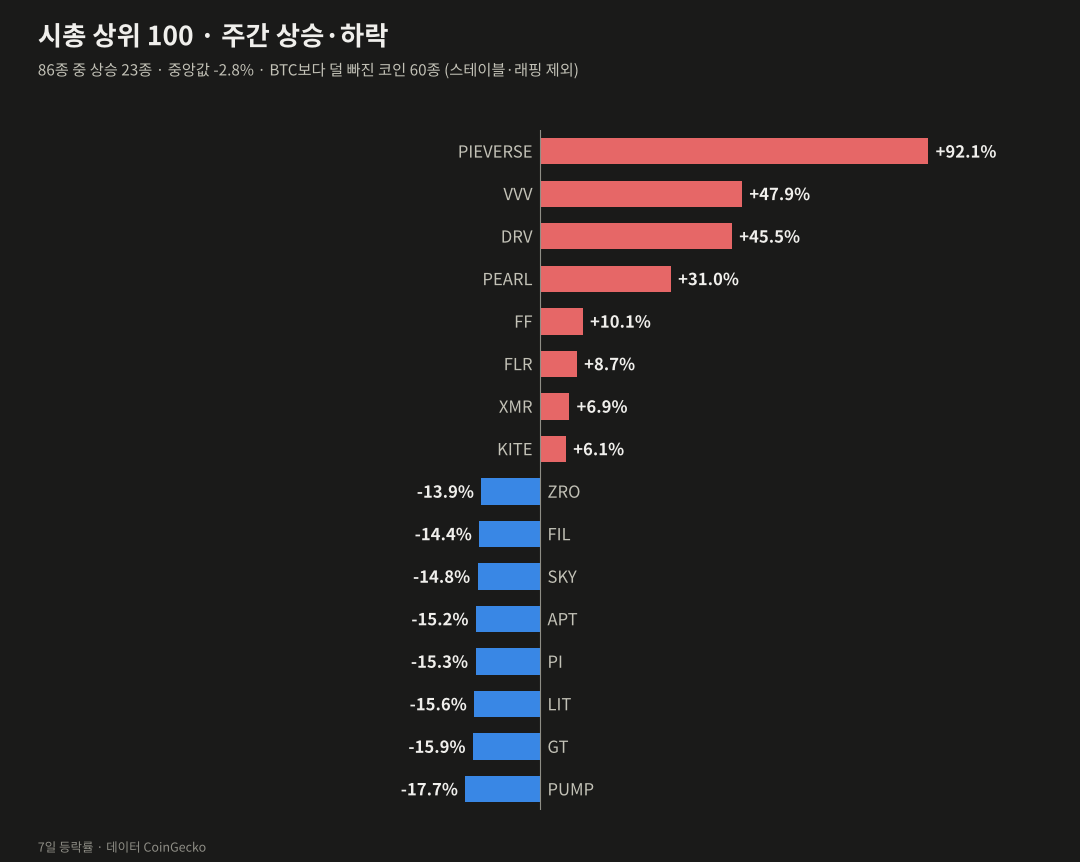 시총 상위 100 · 주간 상승·하락
86종 중 상승 23종 · 중앙값 -2.8% · BTC보다 덜 빠진 코인 60종 (스테이블·래핑 제외)
PIEVERSE +92.1%
VVV +47.9%
DRV +45.5%
PEARL +31.0%
FF +10.1%
FLR +8.7%
XMR +6.9%
KITE +6.1%
-13.9% ZRO
-14.4% FIL
-14.8% SKY
-15.2% APT
-15.3% PI
-15.6% LIT
-15.9% GT
-17.7% PUMP
7일 등락률 · 데이터 CoinGecko